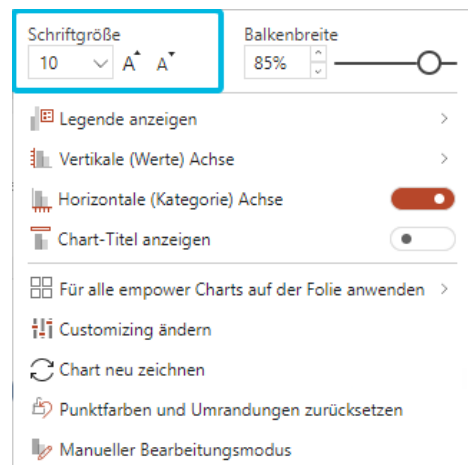 Schriftgröße Balkenbreite
10 A A 85%
Legende anzeigen
Vertikale (Werte) Achse
Horizontale (Kategorie) Achse
Chart-Titel anzeigen
Für alle empower Charts auf der Folie anwenden
Customizing ändern
Chart neu zeichnen
Punktfarben und Umrandungen zurücksetzen
Manueller Bearbeitungsmodus